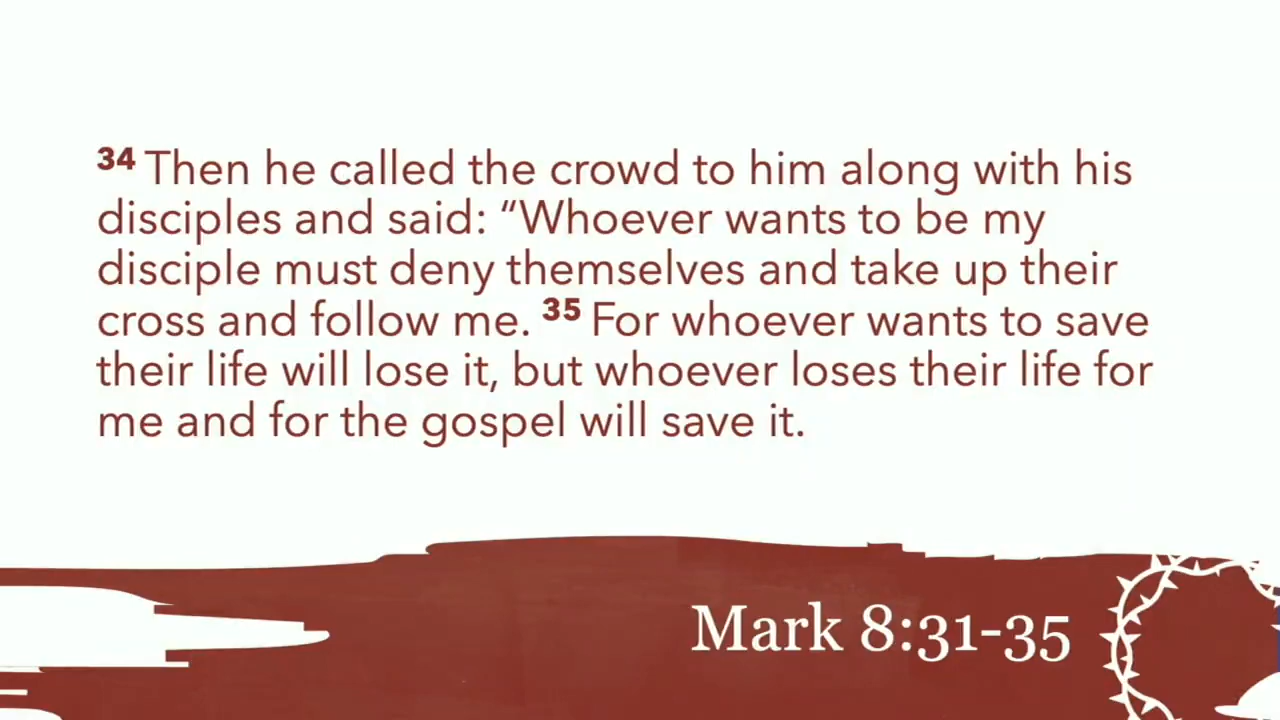 34 Then he called the crowd to him along with his
disciples and said: “Whoever wants to be my
disciple must deny themselves and take up their
cross and follow me. 35 For whoever wants to save
their life will lose it, but whoever loses their life for
me and for the gospel will save it.
Mark 8:31-35